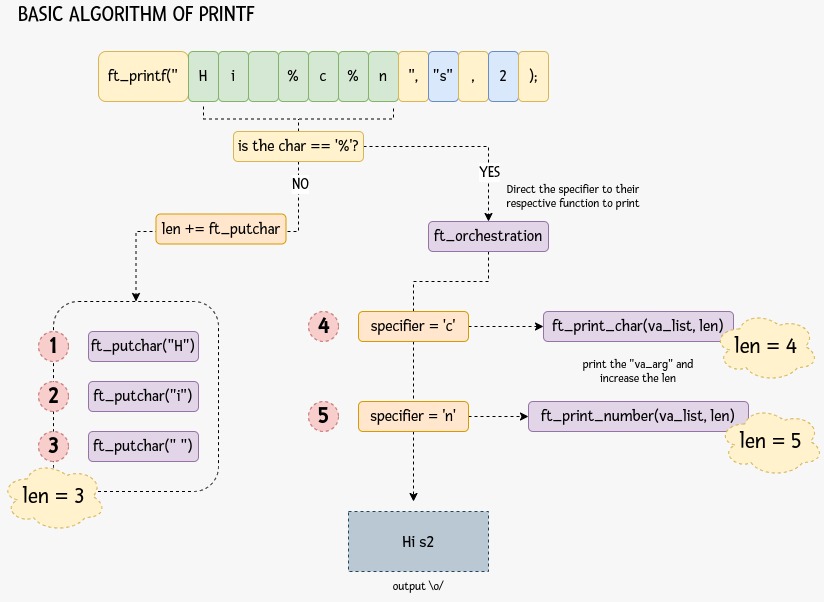 BASIC ALGORITHM OF PRINTF
ft_printf(" H i % c % n ", "s" , 2 );
is the char == '%'?
NO
YES
Direct the specifier to their
respective function to print
len += ft_putchar
ft_orchestration
1 ft_putchar("H")
2 ft_putchar("i")
3 ft_putchar(" ")
len = 3
4 specifier = 'c' ft_print_char(va_list, len)
len = 4
print the "va_arg" and
increase the len
5 specifier = 'n' ft_print_number(va_list, len)
len = 5
Hi s2
output \o/